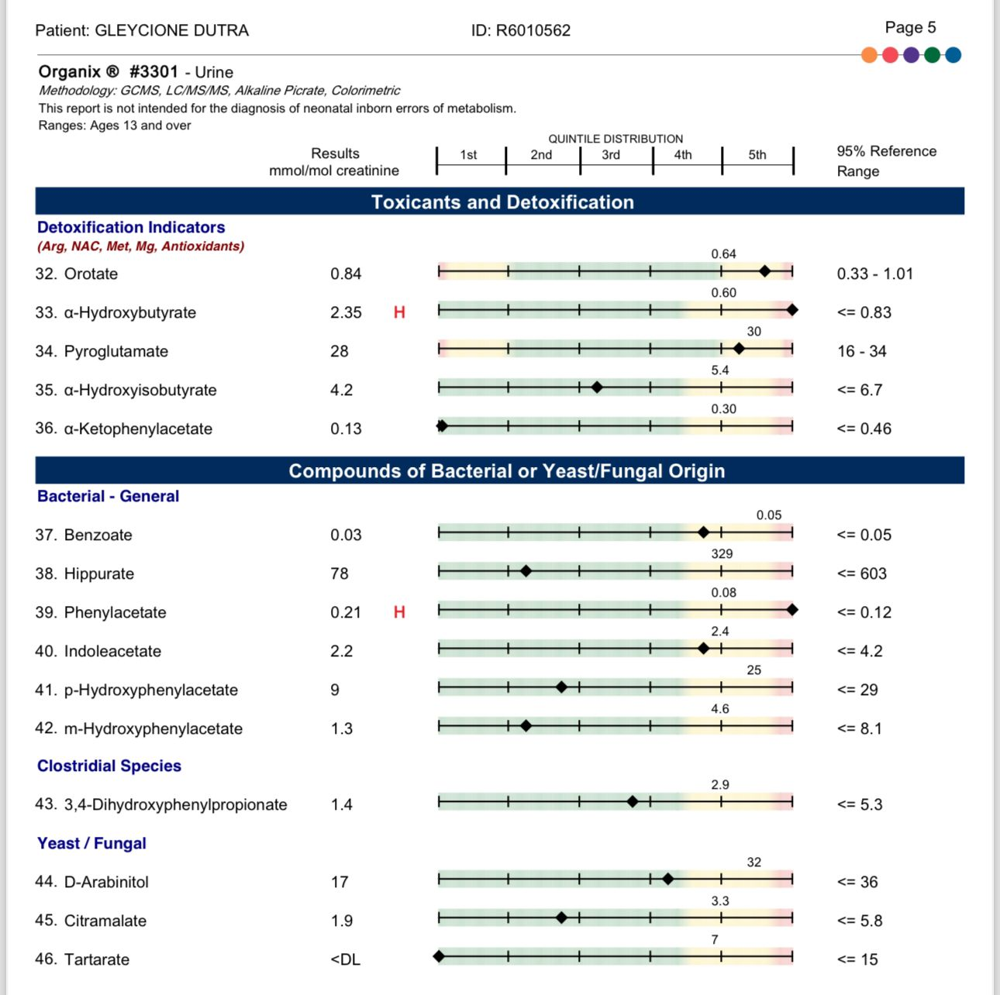 Patient: GLEYCIONE DUTRA ID: R6010562 Page 5
Organix ® #3301 - Urine
Methodology: GCMS, LC/MS/MS, Alkaline Picrate, Colorimetric
This report is not intended for the diagnosis of neonatal inborn errors of metabolism.
Ranges: Ages 13 and over
QUINTILE DISTRIBUTION
Results 1st 2nd 3rd 4th 5th 95% Reference
mmol/mol creatinine Range
Toxicants and Detoxification
Detoxification Indicators
(Arg, NAC, Met, Mg, Antioxidants)
0.64
32. Orotate 0.84 0.33 - 1.01
0.60
33. α-Hydroxybutyrate 2.35 H <= 0.83
30
34. Pyroglutamate 28 16 - 34
5.4
35. α-Hydroxyisobutyrate 4.2 <= 6.7
0.30
36. α-Ketophenylacetate 0.13 <= 0.46
Compounds of Bacterial or Yeast/Fungal Origin
Bacterial - General
0.05
37. Benzoate 0.03 <= 0.05
329
38. Hippurate 78 <= 603
0.08
39. Phenylacetate 0.21 H <= 0.12
2.4
40. Indoleacetate 2.2 <= 4.2
25
41. p-Hydroxyphenylacetate 9 <= 29
4.6
42. m-Hydroxyphenylacetate 1.3 <= 8.1
Clostridial Species
2.9
43. 3,4-Dihydroxyphenylpropionate 1.4 <= 5.3
Yeast / Fungal
32
44. D-Arabinitol 17 <= 36
3.3
45. Citramalate 1.9 <= 5.8
7
46. Tartarate <DL <= 15